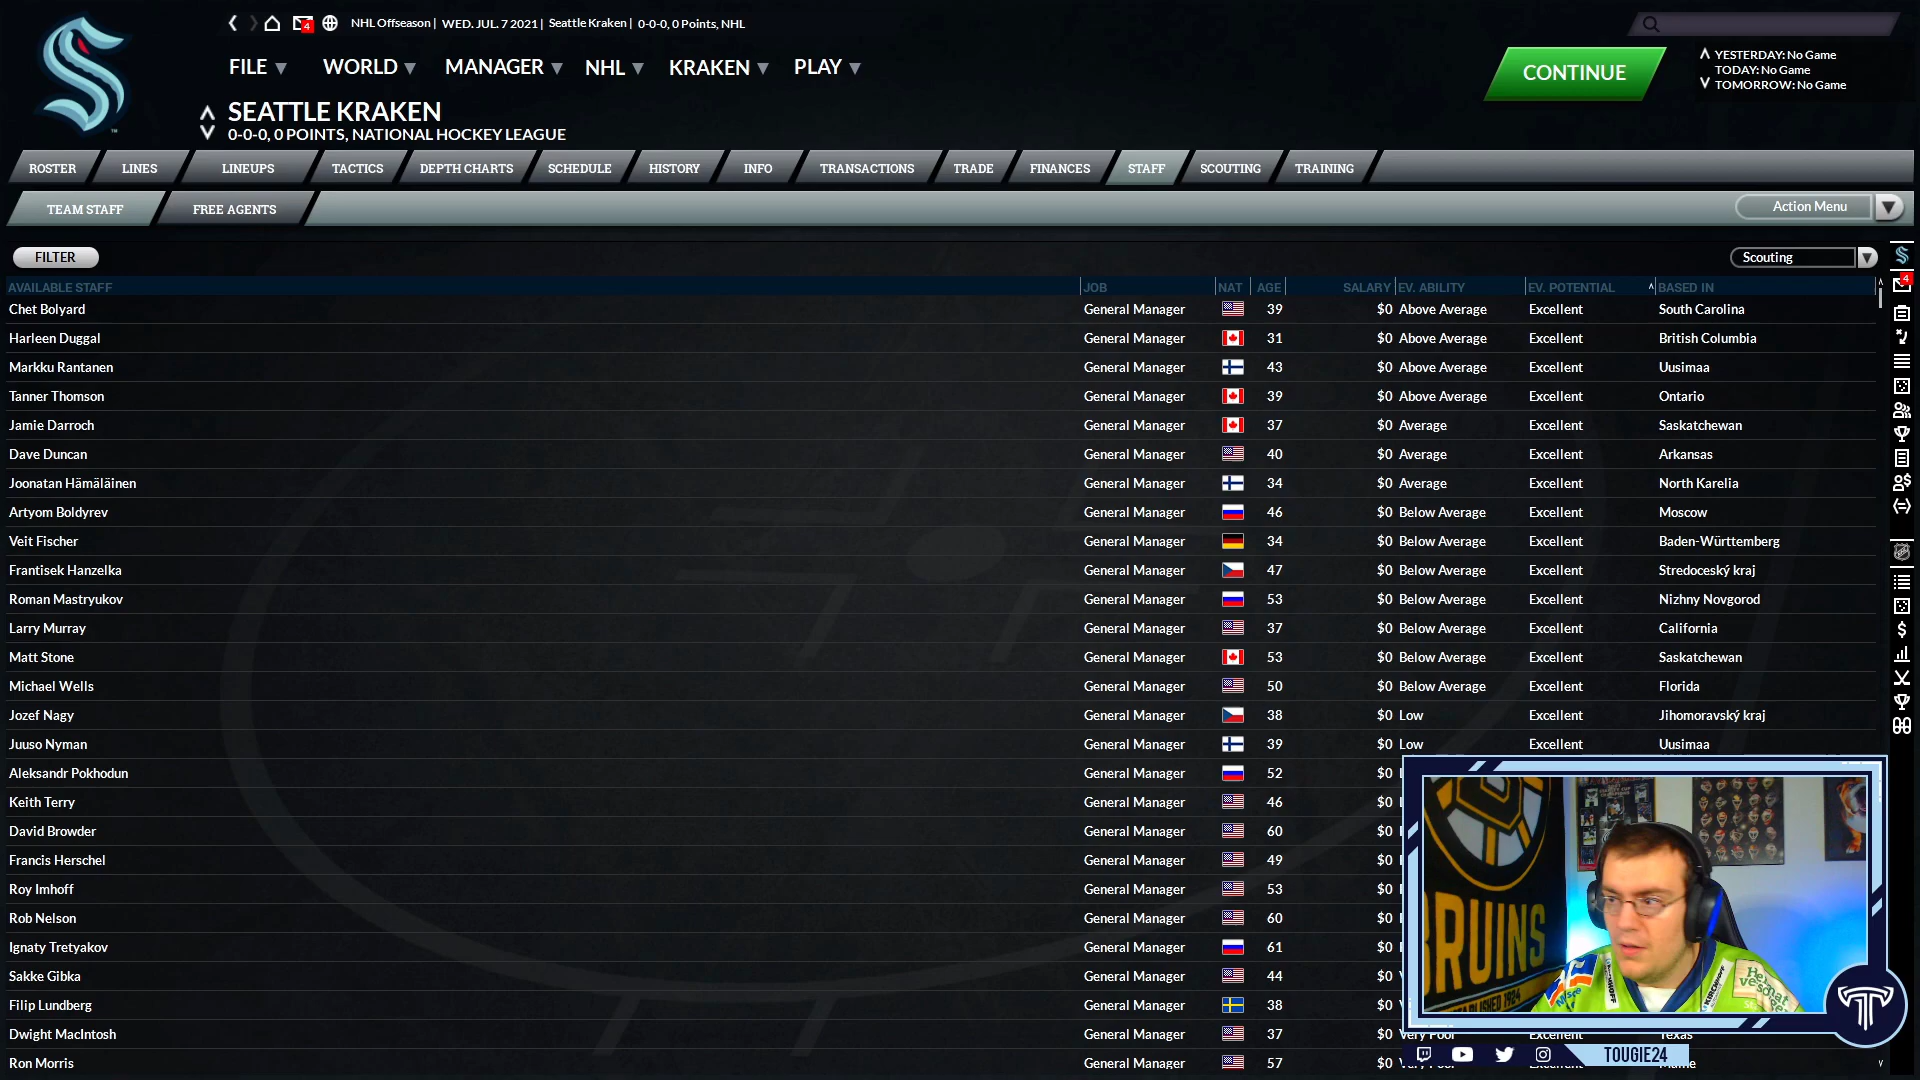 4
NHL Offseason | WED. JUL. 7 2021 | Seattle Kraken | 0-0-0, 0 Points, NHL
FILE WORLD MANAGER NHL KRAKEN PLAY
CONTINUE
YESTERDAY: No Game
TODAY: No Game
TOMORROW: No Game
SEATTLE KRAKEN
0-0-0, 0 POINTS, NATIONAL HOCKEY LEAGUE
ROSTER LINES LINEUPS TACTICS DEPTH CHARTS SCHEDULE HISTORY INFO TRANSACTIONS TRADE FINANCES STAFF SCOUTING TRAINING
TEAM STAFF FREE AGENTS Action Menu
FILTER Scouting
4
AVAILABLE STAFF JOB NAT AGE SALARY EV. ABILITY EV. POTENTIAL BASED IN
Chet Bolyard General Manager 39 $0 Above Average Excellent South Carolina
Harleen Duggal General Manager 31 $0 Above Average Excellent British Columbia
Markku Rantanen General Manager 43 $0 Above Average Excellent Uusimaa
Tanner Thomson General Manager 39 $0 Above Average Excellent Ontario
Jamie Darroch General Manager 37 $0 Average Excellent Saskatchewan
Dave Duncan General Manager 40 $0 Average Excellent Arkansas
Joonatan Hämäläinen General Manager 34 $0 Average Excellent North Karelia
Artyom Boldyrev General Manager 46 $0 Below Average Excellent Moscow
Veit Fischer General Manager 34 $0 Below Average Excellent Baden-Württemberg
Frantisek Hanzelka General Manager 47 $0 Below Average Excellent Stredoceský kraj
Roman Mastryukov General Manager 53 $0 Below Average Excellent Nizhny Novgorod
Larry Murray General Manager 37 $0 Below Average Excellent California
Matt Stone General Manager 53 $0 Below Average Excellent Saskatchewan
Michael Wells General Manager 50 $0 Below Average Excellent Florida
Jozef Nagy General Manager 38 $0 Low Excellent Jihomoravský kraj
Juuso Nyman General Manager 39 $0 Low Excellent Uusimaa
Aleksandr Pokhodun General Manager 52 $0
Keith Terry General Manager 46 $0
David Browder General Manager 60 $0
Francis Herschel General Manager 49 $0
Roy Imhoff General Manager 53 $0
Rob Nelson General Manager 60 $0
Ignaty Tretyakov General Manager 61 $0
Sakke Gibka General Manager 44 $0
Filip Lundberg General Manager 38 $0
Dwight MacIntosh General Manager 37 $0 Very Poor Excellent Texas
Ron Morris General Manager 57 $0
BRUINS
ESTABLISHED 1924
KIRCHHOFF
TOUGIE24